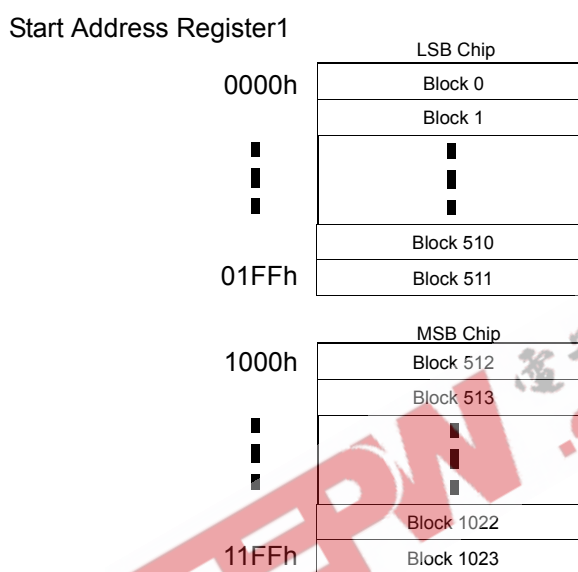 Start Address Register1
LSB Chip
0000h
Block 0
Block 1
Block 510
01FFh
Block 511
MSB Chip
1000h
Block 512
Block 513
Block 1022
11FFh
Block 1023